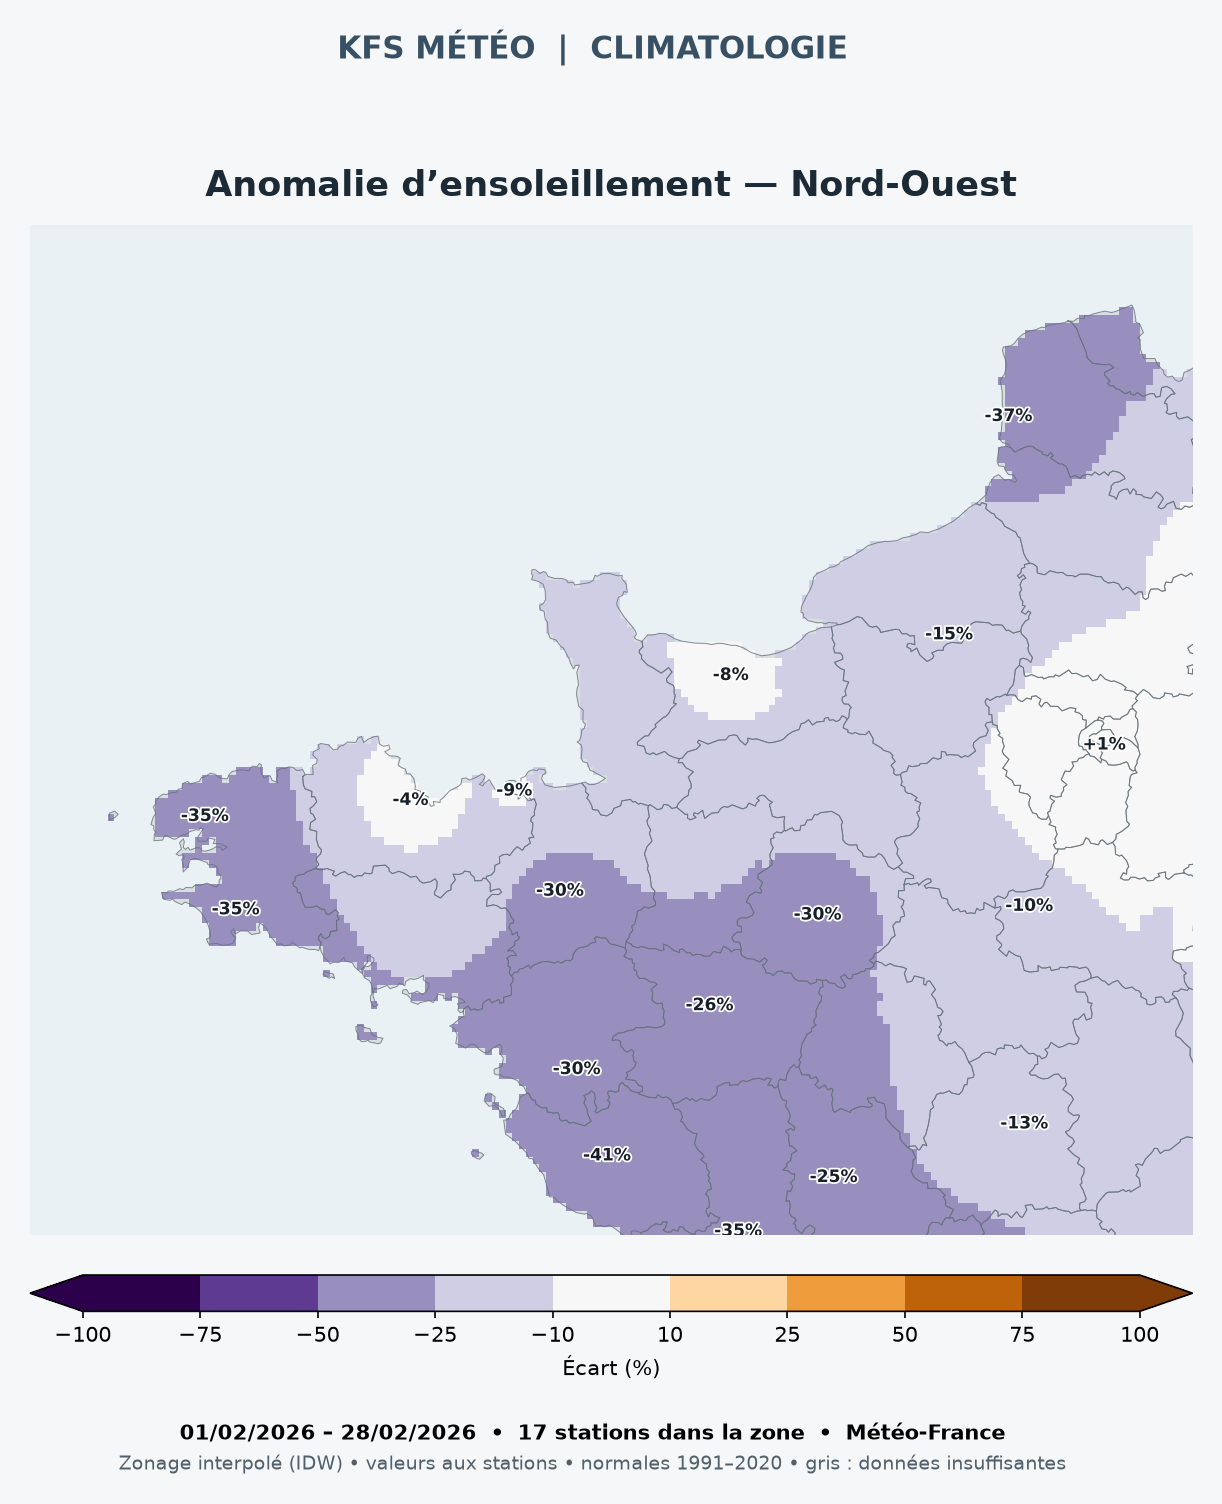 KFS MÉTÉO | CLIMATOLOGIE
Anomalie d’ensoleillement — Nord-Ouest
-37%
-15%
-8%
+1%
-9%
-4%
-35%
-30%
-10%
-35%
-30%
-26%
-30%
-13%
-41%
-25%
-35%
−100 −75 −50 −25 −10 10 25 50 75 100
Écart (%)
01/02/2026 – 28/02/2026 • 17 stations dans la zone • Météo-France
Zonage interpolé (IDW) • valeurs aux stations • normales 1991–2020 • gris : données insuffisantes